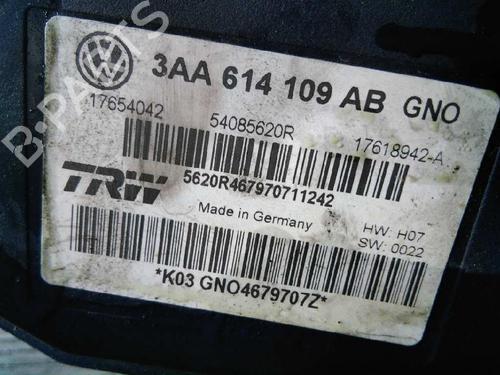 3AA 614 109 AB GNO
17654042 54085620R 17618942-A
TRW 5620R467970711242
Made in Germany HW: H07
SW: 0022
*K03 GNO4679707Z*
B-PARTS